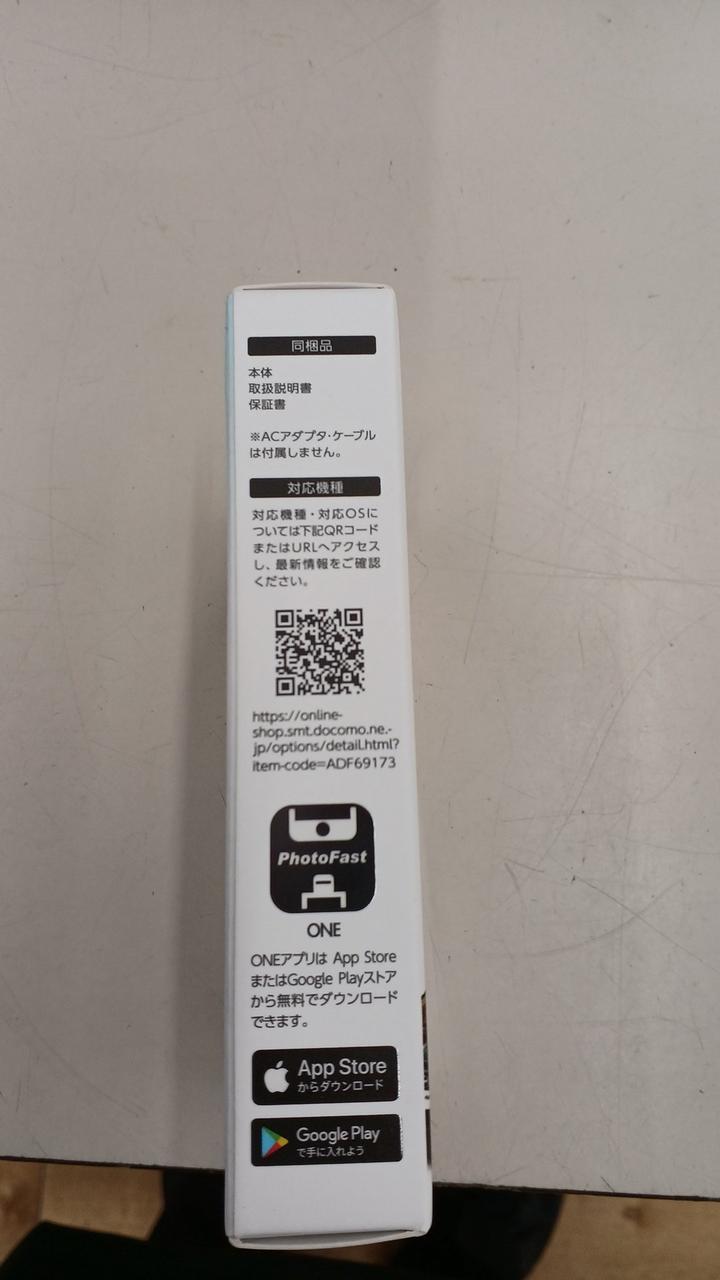 同梱品
本体
取扱説明書
保証書
※ACアダプタ・ケーブル
は付属しません。
対応機種
対応機種・対応OSに
ついては下記QRコード
またはURLへアクセス
し、最新情報をご確認
ください。
https://online-
shop.smt.docomo.ne.-
jp/options/detail.html?
item-code=ADF69173
PhotoFast
ONE
ONEアプリは App Store
またはGoogle Playストア
から無料でダウンロード
できます。
App Store
からダウンロード
Google Play
で手に入れよう